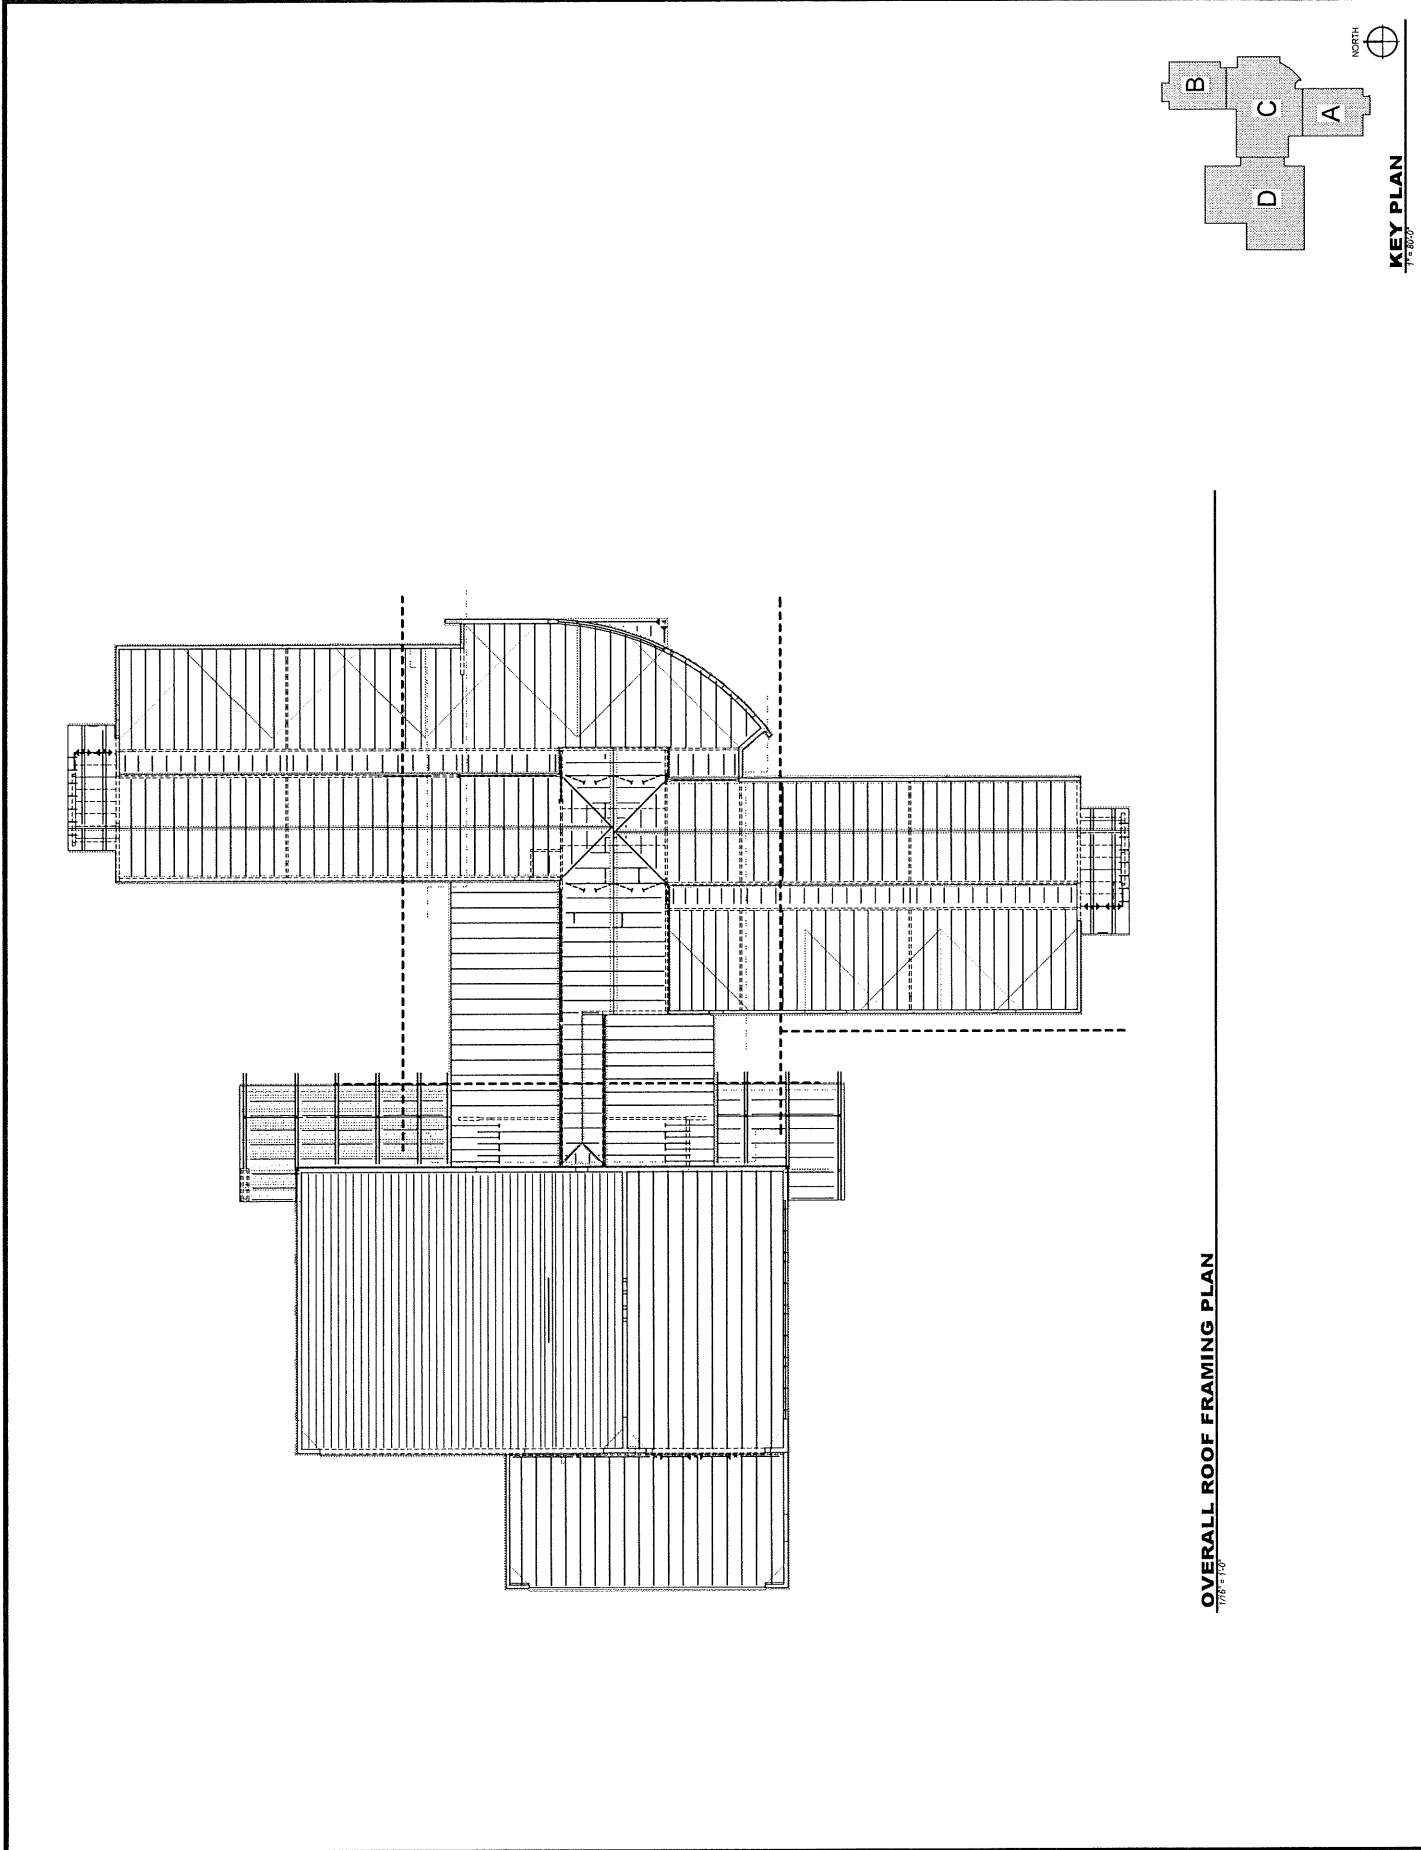 OVERALL ROOF FRAMING PLAN
1/16" = 1'-0"
B
C
A
D
NORTH
KEY PLAN
1" = 80'-0"